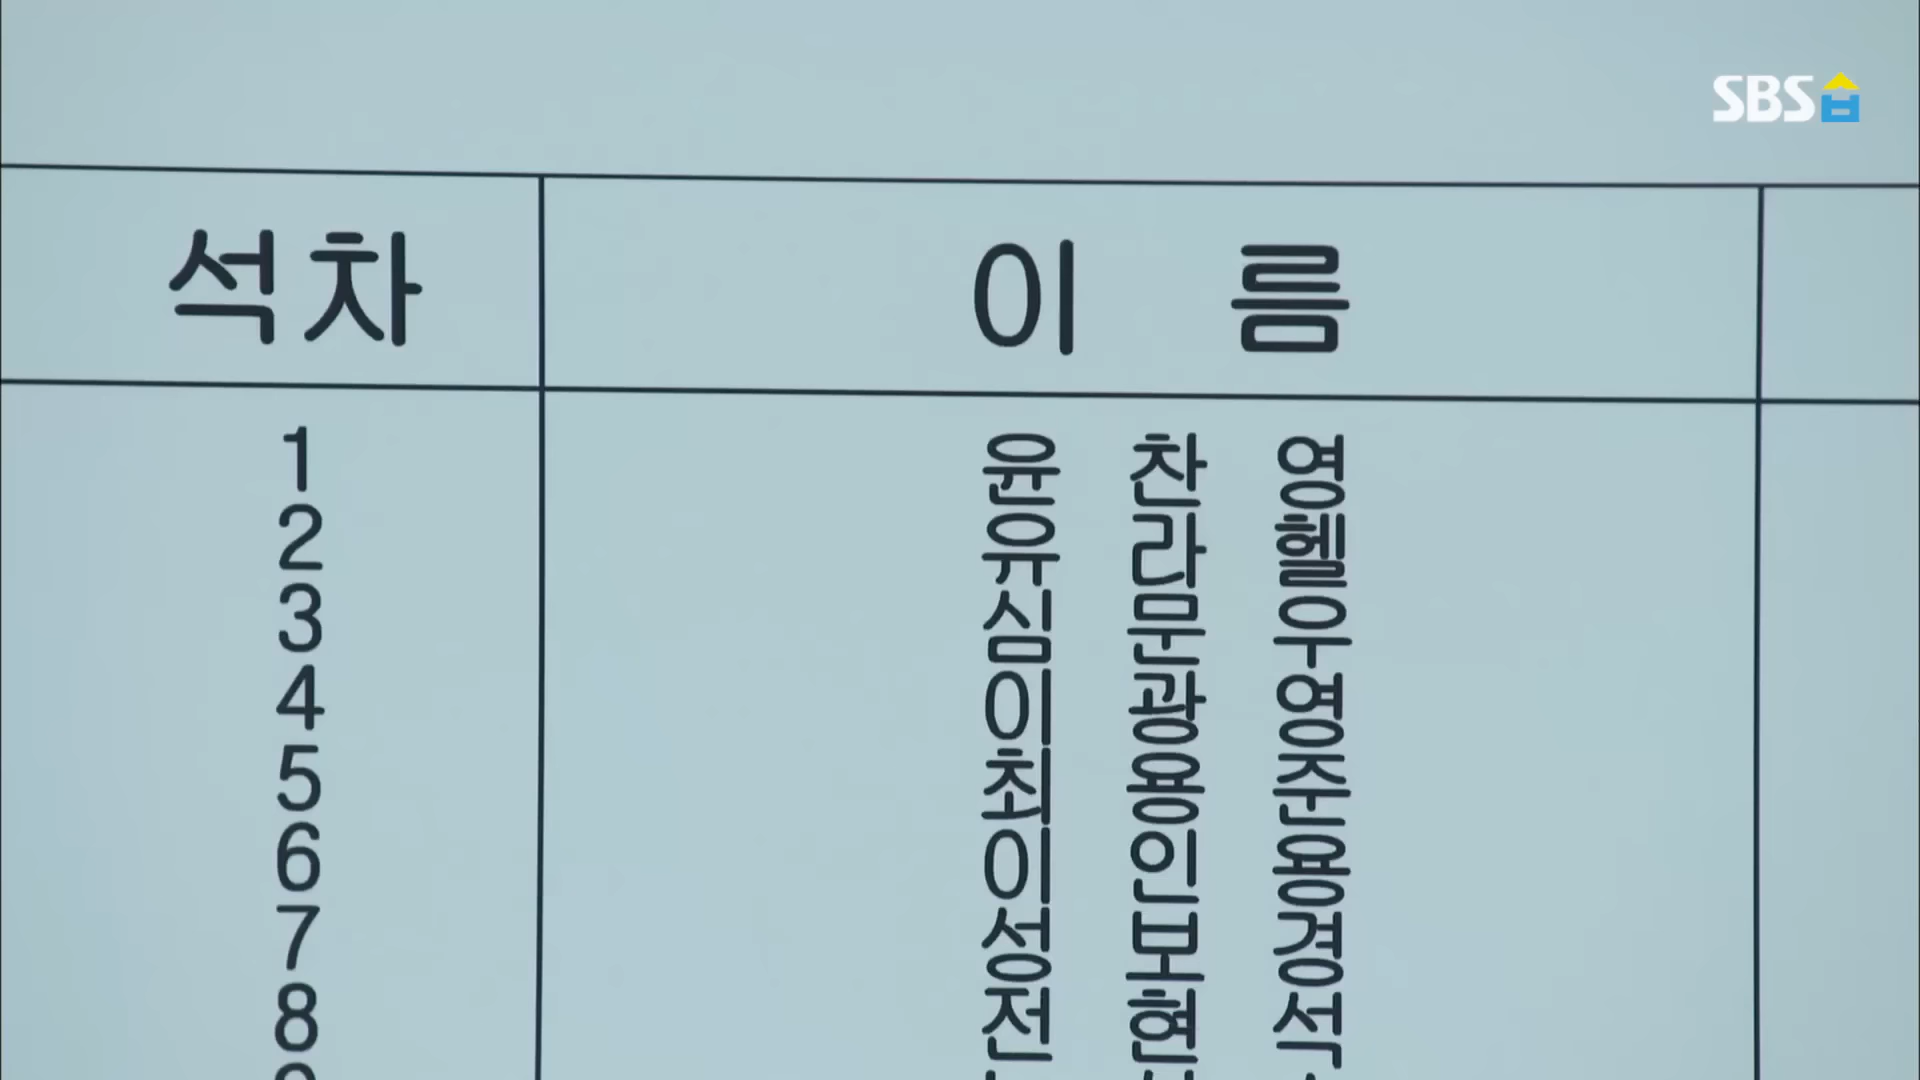 SBS
석차 이 름
1 윤 찬 영
2 유 라 헬
3 심 문 우
4 이 광 영
5 최 용 준
6 이 인 용
7 성 보 경
8 전 현 석